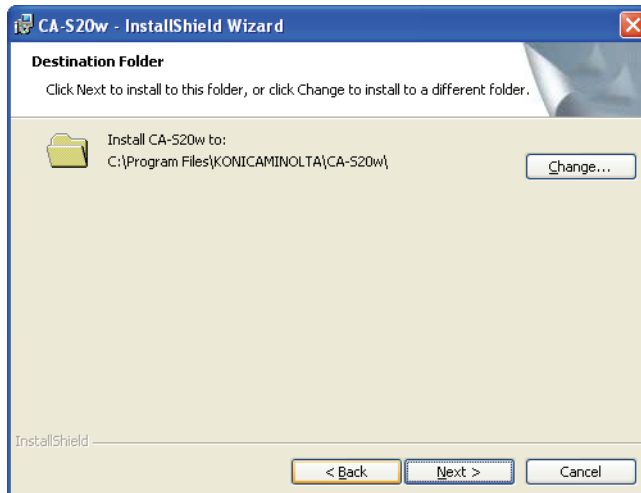 CA-S20w - InstallShield Wizard
Destination Folder
Click Next to install to this folder, or click Change to install to a different folder.
Install CA-S20w to:
C:\Program Files\KONICAMINOLTA\CA-S20w\
Change...
InstallShield
< Back
Next >
Cancel